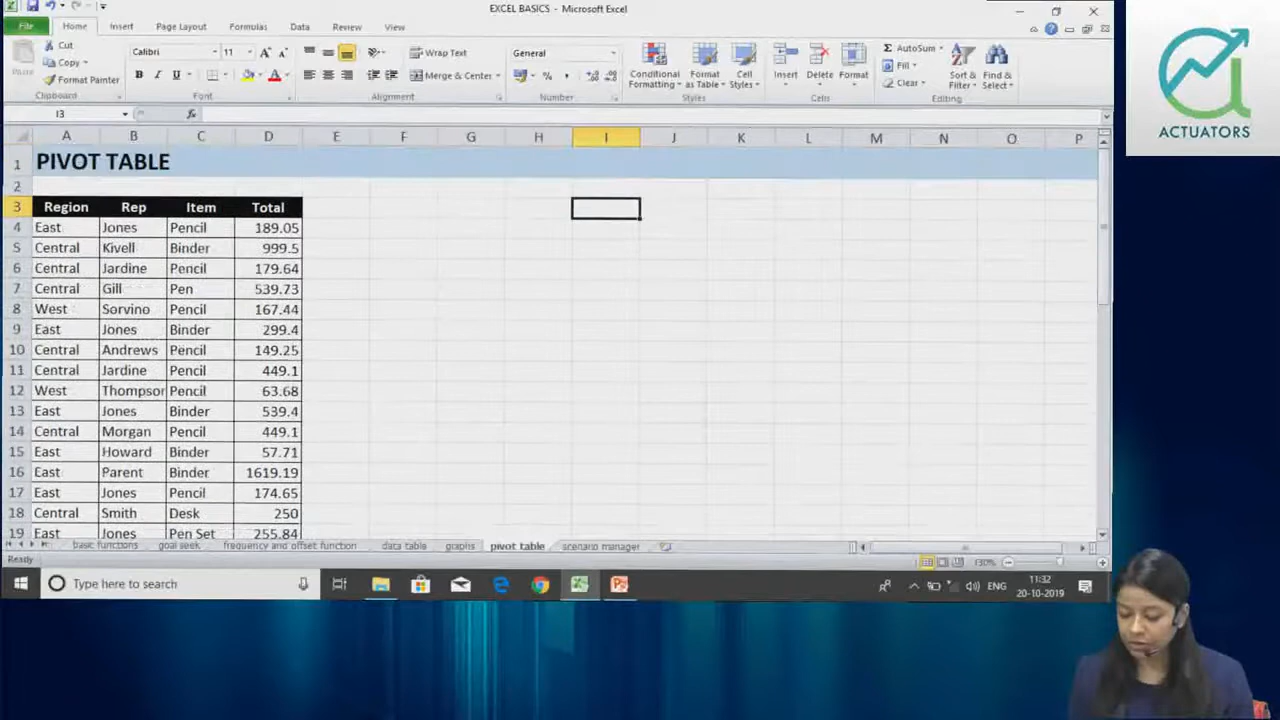 EXCEL BASICS - Microsoft Excel
File Home Insert Page Layout Formulas Data Review View
Paste
Cut
Copy
Format Painter
Clipboard
Calibri 11
B I U
Font
Wrap Text
Merge & Center
Alignment
General
%
Number
Conditional Formatting
Format as Table
Cell Styles
Styles
Insert Delete Format
Cells
Σ AutoSum
Fill
Clear
Sort & Filter
Find & Select
Editing
I3 fx
A B C D E F G H I J K L M N O P
1 PIVOT TABLE
2
3 Region Rep Item Total
4 East Jones Pencil 189.05
5 Central Kivell Binder 999.5
6 Central Jardine Pencil 179.64
7 Central Gill Pen 539.73
8 West Sorvino Pencil 167.44
9 East Jones Binder 299.4
10 Central Andrews Pencil 149.25
11 Central Jardine Pencil 449.1
12 West Thompson Pencil 63.68
13 East Jones Binder 539.4
14 Central Morgan Pencil 449.1
15 East Howard Binder 57.71
16 East Parent Binder 1619.19
17 East Jones Pencil 174.65
18 Central Smith Desk 250
19 East Jones Pen Set 255.84
basic functions goal seek frequency and offset function data table graphs pivot table scenario manager
Ready 130%
Type here to search
ENG
11:32
20-10-2019
ACTUATORS